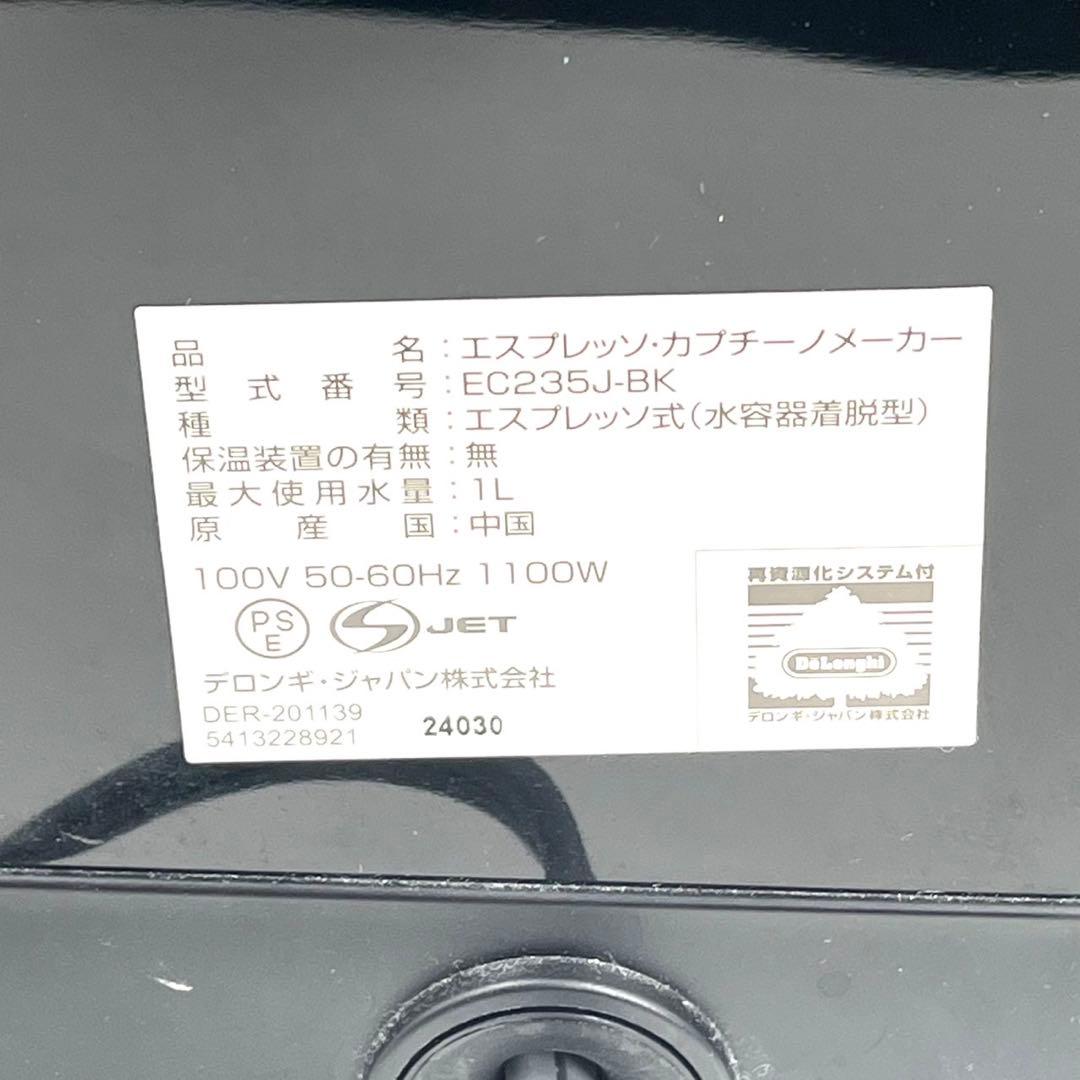 品名：エスプレッソ・カプチーノメーカー
型式番号：EC235J-BK
種類：エスプレッソ式（水容器着脱型）
保温装置の有無：無
最大使用水量：1L
原産国：中国
100V 50-60Hz 1100W
PS
E
S JET
デロンギ・ジャパン株式会社
DER-201139
5413228921
24030
再資源化システム付
DeLonghi
デロンギ・ジャパン株式会社